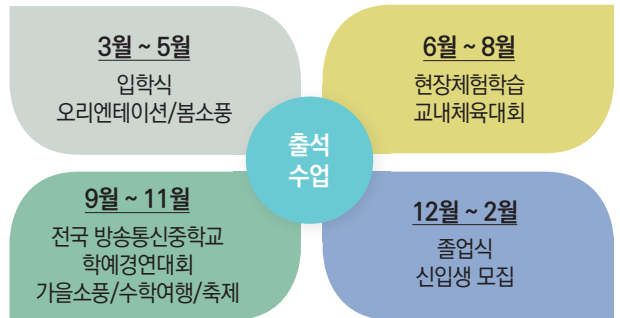 3월 ~ 5월
입학식
오리엔테이션/봄소풍
6월 ~ 8월
현장체험학습
교내체육대회
출석
수업
9월 ~ 11월
전국 방송통신중학교
학예경연대회
가을소풍/수학여행/축제
12월 ~ 2월
졸업식
신입생 모집